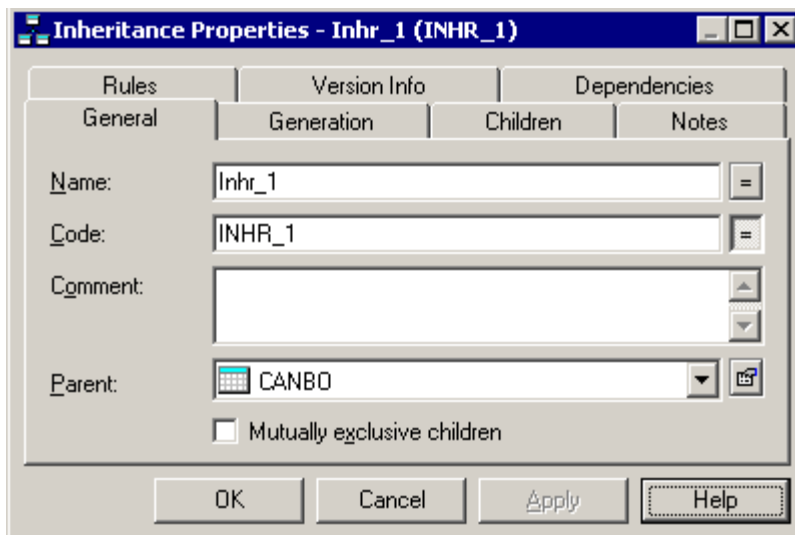 Inheritance Properties - Inhr_1 (INHR_1)
Rules Version Info Dependencies
General Generation Children Notes
Name: Inhr_1 =
Code: INHR_1 =
Comment:
Parent: CANBO
Mutually exclusive children
OK Cancel Apply Help